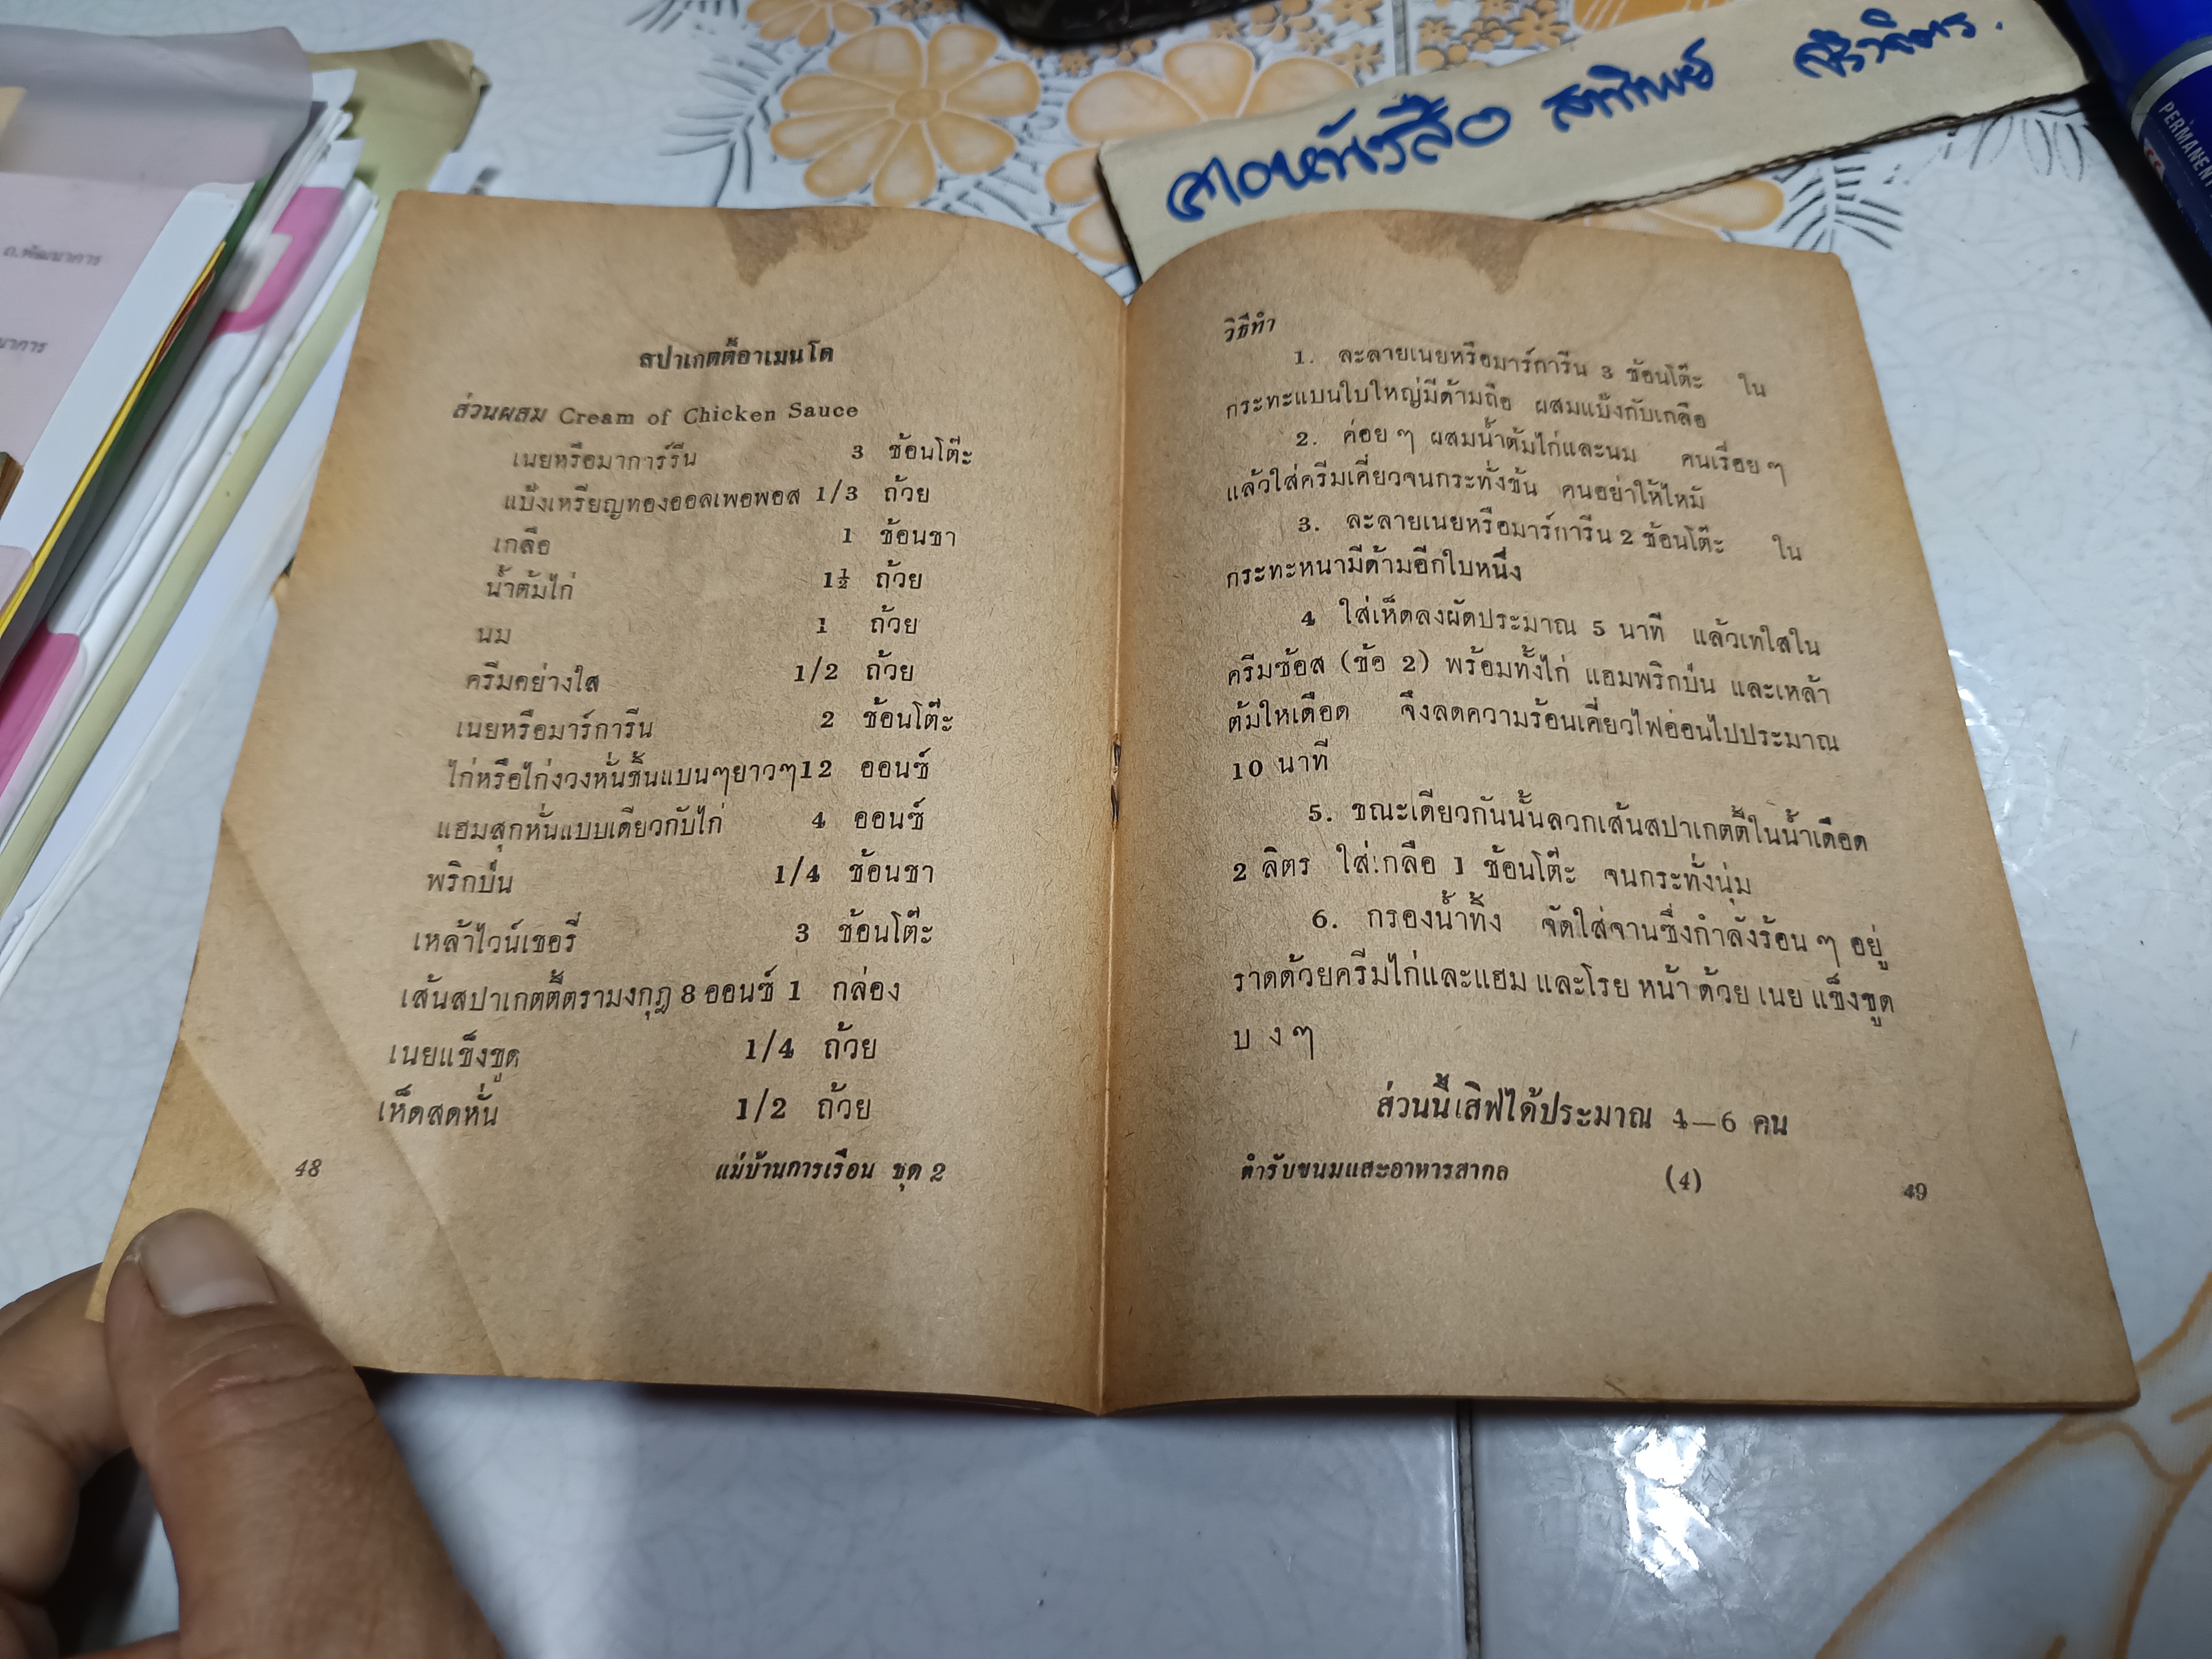 ขายหนังสือ สาทิพย์ ศิริวิจิตร.
PERMANENT
ถ.พัฒนาการ
นาการ
สปาเกตตี้อาเมนโด
ส่วนผสม Cream of Chicken Sauce
เนยหรือมาการ์รีน 3 ช้อนโต๊ะ
แป้งเหรียญทองออลเพอพอส 1/3 ถ้วย
เกลือ 1 ช้อนชา
น้ำต้มไก่ 1½ ถ้วย
นม 1 ถ้วย
ครีมอย่างใส 1/2 ถ้วย
เนยหรือมาร์การีน 2 ช้อนโต๊ะ
ไก่หรือไก่งวงหั่นชิ้นแบนๆยาวๆ12 ออนซ์
แฮมสุกหั่นแบบเดียวกับไก่ 4 ออนซ์
พริกป่น 1/4 ช้อนชา
เหล้าไวน์เชอรี่ 3 ช้อนโต๊ะ
เส้นสปาเกตตี้ตรามงกุฎ 8 ออนซ์ 1 กล่อง
เนยแข็งขูด 1/4 ถ้วย
เห็ดสดหั่น 1/2 ถ้วย
48 แม่บ้านการเรือน ชุด 2
วิธีทำ
1. ละลายเนยหรือมาร์การีน 3 ช้อนโต๊ะ ใน
กระทะแบนใบใหญ่มีด้ามถือ ผสมแป้งกับเกลือ
2. ค่อย ๆ ผสมน้ำต้มไก่และนม คนเรื่อย ๆ
แล้วใส่ครีมเคี่ยวจนกระทั่งข้น คนอย่าให้ไหม้
3. ละลายเนยหรือมาร์การีน 2 ช้อนโต๊ะ ใน
กระทะหนามีด้ามอีกใบหนึ่ง
4 ใส่เห็ดลงผัดประมาณ 5 นาที แล้วเทใสใน
ครีมซ้อส (ข้อ 2) พร้อมทั้งไก่ แฮมพริกป่น และเหล้า
ต้มใหเดือด จึงลดความร้อนเคี่ยวไฟอ่อนไปประมาณ
10 นาที
5. ขณะเดียวกันนั้นลวกเส้นสปาเกตตี้ในน้ำเดือด
2 ลิตร ใส่เกลือ 1 ช้อนโต๊ะ จนกระทั่งนุ่ม
6. กรองน้ำทิ้ง จัดใส่จานซึ่งกำลังร้อน ๆ อยู่
ราดด้วยครีมไก่และแฮม และโรย หน้า ด้วย เนย แข็งขูด
บ ง ๆ
ส่วนนี้เสิฟได้ประมาณ 4–6 คน
ตำรับขนมและอาหารสากล (4) 49